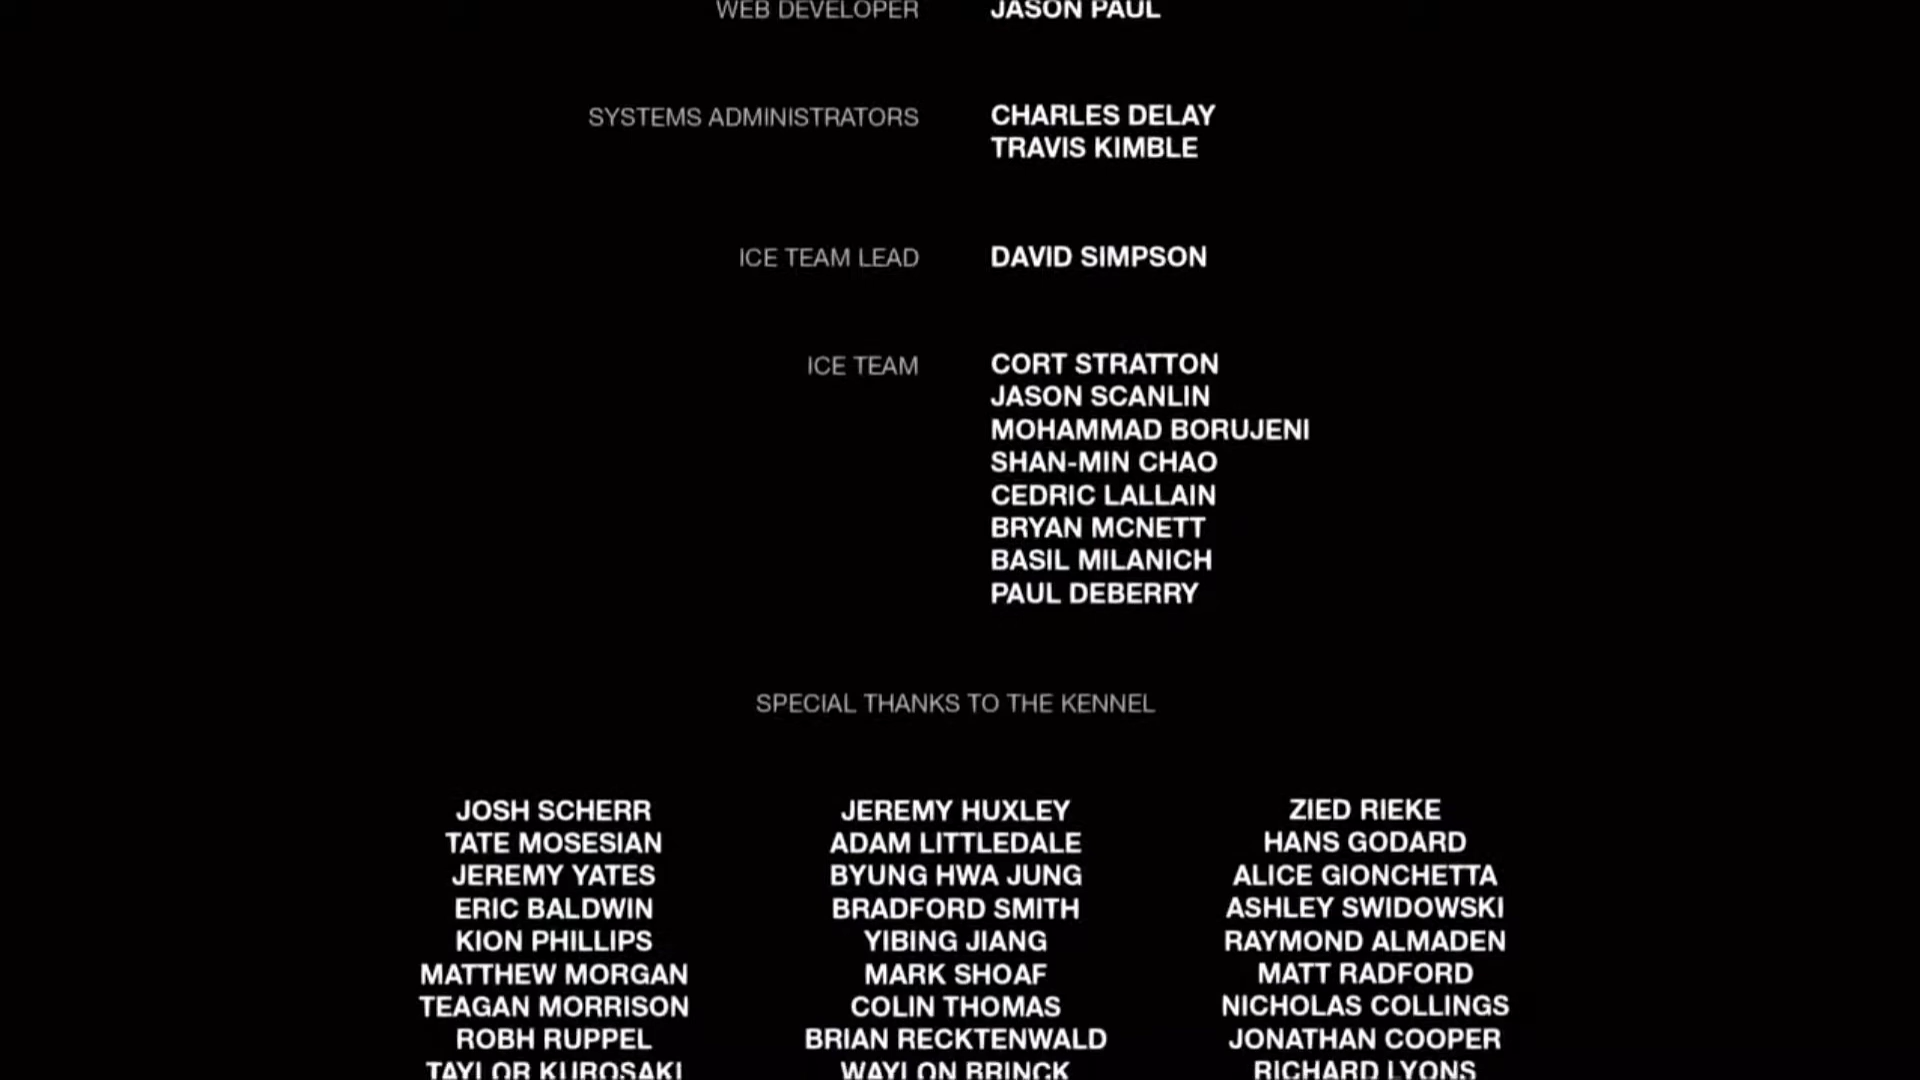 WEB DEVELOPER JASON PAUL
SYSTEMS ADMINISTRATORS CHARLES DELAY
TRAVIS KIMBLE
ICE TEAM LEAD DAVID SIMPSON
ICE TEAM CORT STRATTON
JASON SCANLIN
MOHAMMAD BORUJENI
SHAN-MIN CHAO
CEDRIC LALLAIN
BRYAN MCNETT
BASIL MILANICH
PAUL DEBERRY
SPECIAL THANKS TO THE KENNEL
JOSH SCHERR JEREMY HUXLEY ZIED RIEKE
TATE MOSESIAN ADAM LITTLEDALE HANS GODARD
JEREMY YATES BYUNG HWA JUNG ALICE GIONCHETTA
ERIC BALDWIN BRADFORD SMITH ASHLEY SWIDOWSKI
KION PHILLIPS YIBING JIANG RAYMOND ALMADEN
MATTHEW MORGAN MARK SHOAF MATT RADFORD
TEAGAN MORRISON COLIN THOMAS NICHOLAS COLLINGS
ROBH RUPPEL BRIAN RECKTENWALD JONATHAN COOPER
TAYLOR KUROSAKI WAYLON BRINCK RICHARD LYONS